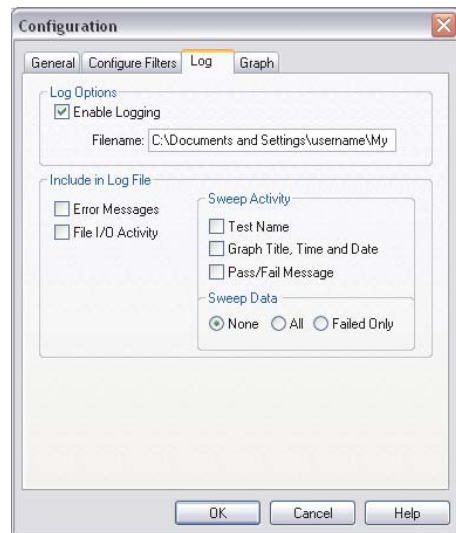 Configuration
General Configure Filters Log Graph
Log Options
Enable Logging
Filename: C:\Documents and Settings\username\My
Include in Log File
Error Messages
File I/O Activity
Sweep Activity
Test Name
Graph Title, Time and Date
Pass/Fail Message
Sweep Data
None All Failed Only
OK Cancel Help